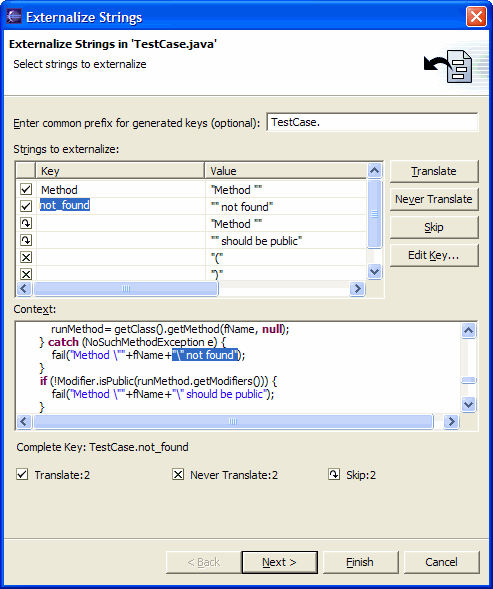 Externalize Strings
Externalize Strings in 'TestCase.java'
Select strings to externalize
Enter common prefix for generated keys (optional): TestCase.
Strings to externalize:
Key Value
Method "Method ""
not_found "" not found"
"Method ""
"" should be public"
"("
")"
Translate
Never Translate
Skip
Edit Key...
Context:
runMethod= getClass().getMethod(fName, null);
} catch (NoSuchMethodException e) {
fail("Method \""+fName+"\" not found");
}
if (!Modifier.isPublic(runMethod.getModifiers())) {
fail("Method \""+fName+"\" should be public");
}
Complete Key: TestCase.not_found
Translate:2 Never Translate:2 Skip:2
< Back Next > Finish Cancel